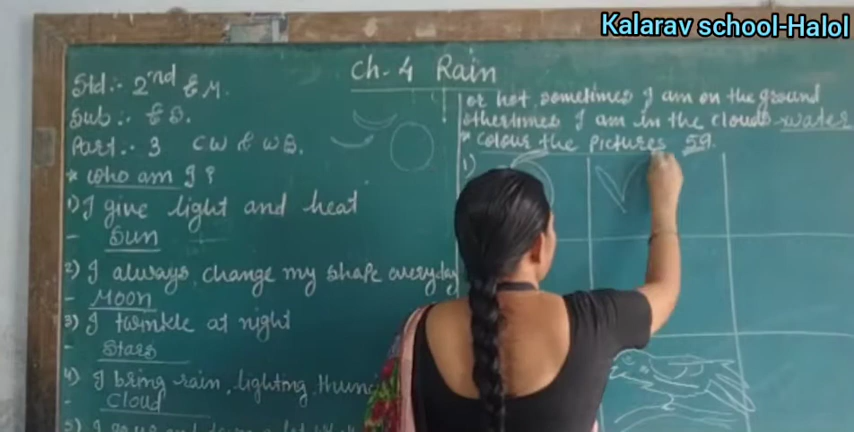 Kalarav school-Halol
Ch-4 Rain
Std:- 2nd E.M.
Sub:- E.S.
Part:- 3 CW & WB.
* who am I?
1) I give light and heat
- Sun
2) I always change my shape everyday
- Moon
3) I twinkle at night
- Stars
4) I bring rain, lighting,
- Cloud
5) I
or hot sometimes I am on the ground
othertimes I am in the clouds water
* Colour the Pictures 59.
1)